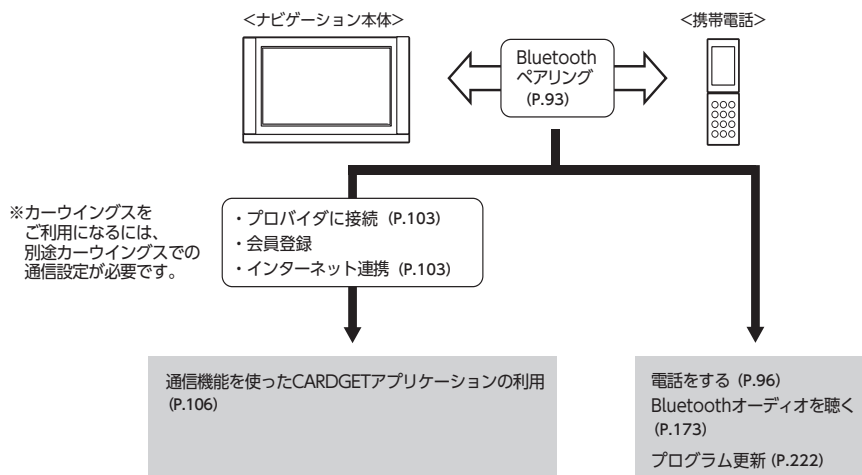 <ナビゲーション本体>
<携帯電話>
Bluetooth
ペアリング
(P.93)
※カーウイングスを
ご利用になるには、
別途カーウイングスでの
通信設定が必要です。
・プロバイダに接続 (P.103)
・会員登録
・インターネット連携 (P.103)
通信機能を使ったCARDGETアプリケーションの利用
(P.106)
電話をする (P.96)
Bluetoothオーディオを聴く
(P.173)
プログラム更新 (P.222)